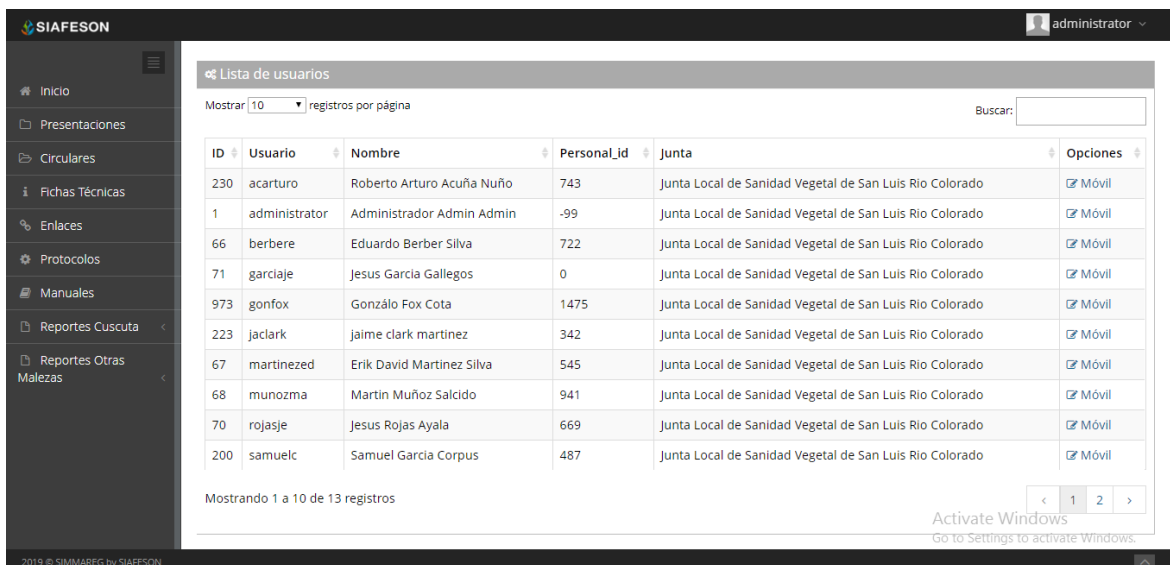 SIAFESON
administrator
Inicio
Presentaciones
Circulares
Fichas Técnicas
Enlaces
Protocolos
Manuales
Reportes Cuscuta
Reportes Otras
Malezas
Lista de usuarios
Mostrar 10 registros por página
Buscar:
ID Usuario Nombre Personal_id Junta Opciones
230 acarturo Roberto Arturo Acuña Nuño 743 Junta Local de Sanidad Vegetal de San Luis Rio Colorado Móvil
1 administrator Administrador Admin Admin -99 Junta Local de Sanidad Vegetal de San Luis Rio Colorado Móvil
66 berbere Eduardo Berber Silva 722 Junta Local de Sanidad Vegetal de San Luis Rio Colorado Móvil
71 garciaje Jesus Garcia Gallegos 0 Junta Local de Sanidad Vegetal de San Luis Rio Colorado Móvil
973 gonfox Gonzálo Fox Cota 1475 Junta Local de Sanidad Vegetal de San Luis Rio Colorado Móvil
223 jaclark jaime clark martinez 342 Junta Local de Sanidad Vegetal de San Luis Rio Colorado Móvil
67 martinezed Erik David Martinez Silva 545 Junta Local de Sanidad Vegetal de San Luis Rio Colorado Móvil
68 munozma Martin Muñoz Salcido 941 Junta Local de Sanidad Vegetal de San Luis Rio Colorado Móvil
70 rojasje Jesus Rojas Ayala 669 Junta Local de Sanidad Vegetal de San Luis Rio Colorado Móvil
200 samuelc Samuel Garcia Corpus 487 Junta Local de Sanidad Vegetal de San Luis Rio Colorado Móvil
Mostrando 1 a 10 de 13 registros
1 2
Activate Windows
Go to Settings to activate Windows.
2019 © SIMMAREG by SIAFESON